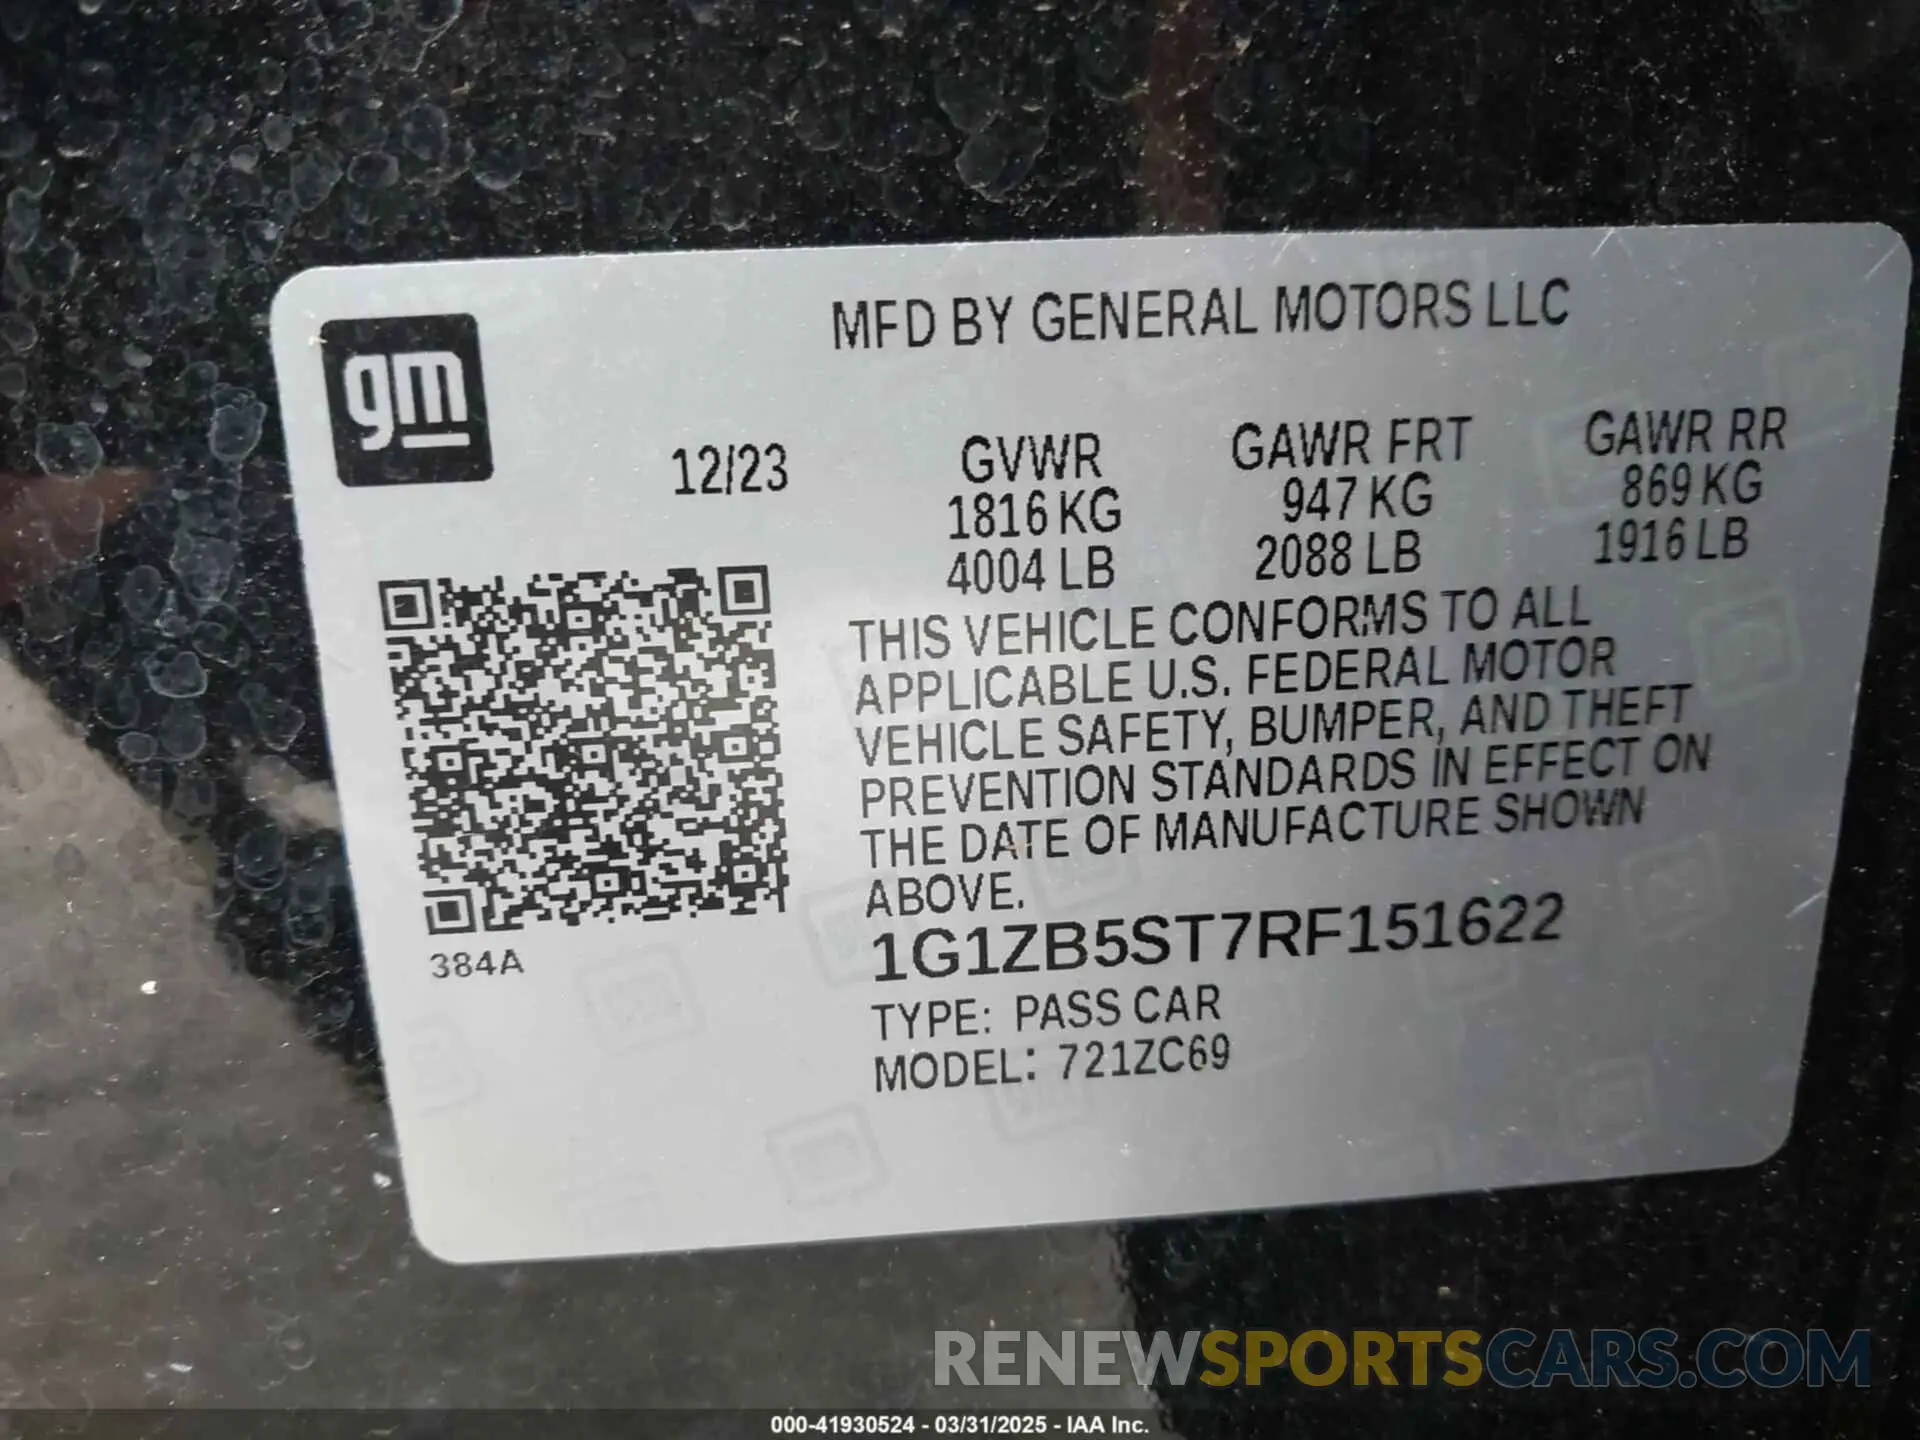 gm
MFD BY GENERAL MOTORS LLC
12/23 GVWR GAWR FRT GAWR RR
1816 KG 947 KG 869 KG
4004 LB 2088 LB 1916 LB
THIS VEHICLE CONFORMS TO ALL
APPLICABLE U.S. FEDERAL MOTOR
VEHICLE SAFETY, BUMPER, AND THEFT
PREVENTION STANDARDS IN EFFECT ON
THE DATE OF MANUFACTURE SHOWN
ABOVE.
384A
1G1ZB5ST7RF151622
TYPE: PASS CAR
MODEL: 721ZC69
RENEWSPORTSCARS.COM
000-41930524 - 03/31/2025 - IAA Inc.